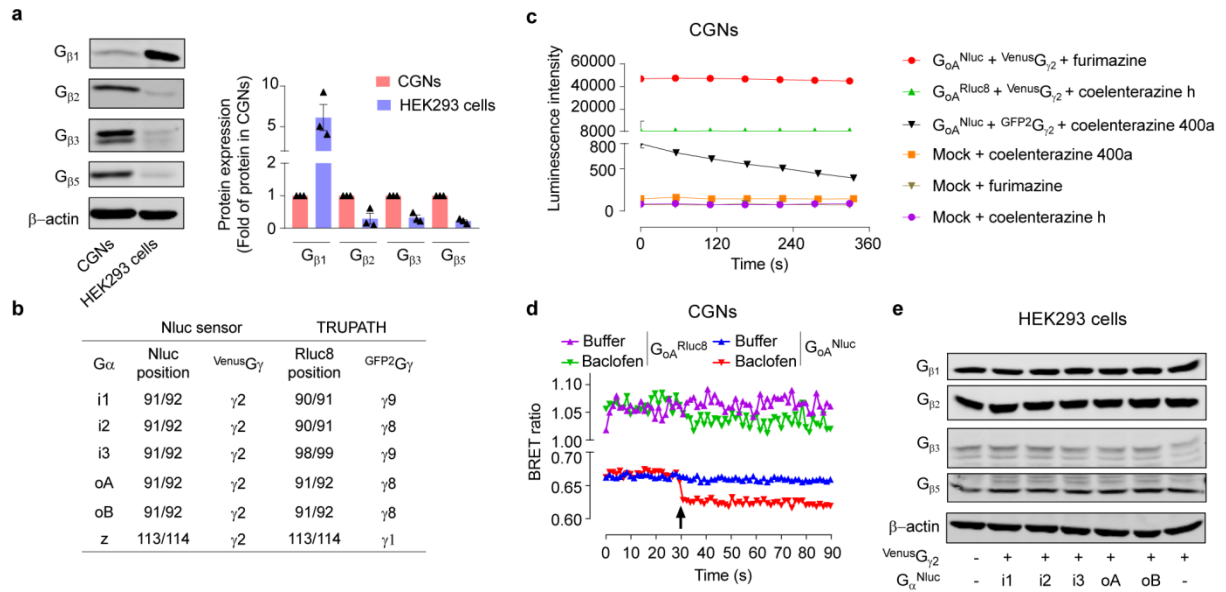 a
Gβ1
Gβ2
Gβ3
Gβ5
β−actin
CGNs
HEK293 cells
Protein expression
(Fold of protein in CGNs)
10
5
2
1
0
CGNs
HEK293 cells
Gβ1 Gβ2 Gβ3 Gβ5
b
Nluc sensor TRUPATH
Gα Nluc position VenusGγ Rluc8 position GFP2Gγ
i1 91/92 γ2 90/91 γ9
i2 91/92 γ2 90/91 γ8
i3 91/92 γ2 98/99 γ9
oA 91/92 γ2 91/92 γ8
oB 91/92 γ2 91/92 γ8
z 113/114 γ2 113/114 γ1
c
CGNs
Luminescence intensity
60000
40000
20000
8000
800
500
0
0 120 240 360
Time (s)
GoANluc + VenusGγ2 + furimazine
GoARluc8 + VenusGγ2 + coelenterazine h
GoANluc + GFP2Gγ2 + coelenterazine 400a
Mock + coelenterazine 400a
Mock + furimazine
Mock + coelenterazine h
d
CGNs
Buffer
Baclofen
GoARluc8
Buffer
Baclofen
GoANluc
BRET ratio
1.10
1.05
1.00
0.70
0.65
0.60
0 10 20 30 40 50 60 70 80 90
Time (s)
e
HEK293 cells
Gβ1
Gβ2
Gβ3
Gβ5
β−actin
VenusGγ2 - + + + + + +
GαNluc - i1 i2 i3 oA oB -